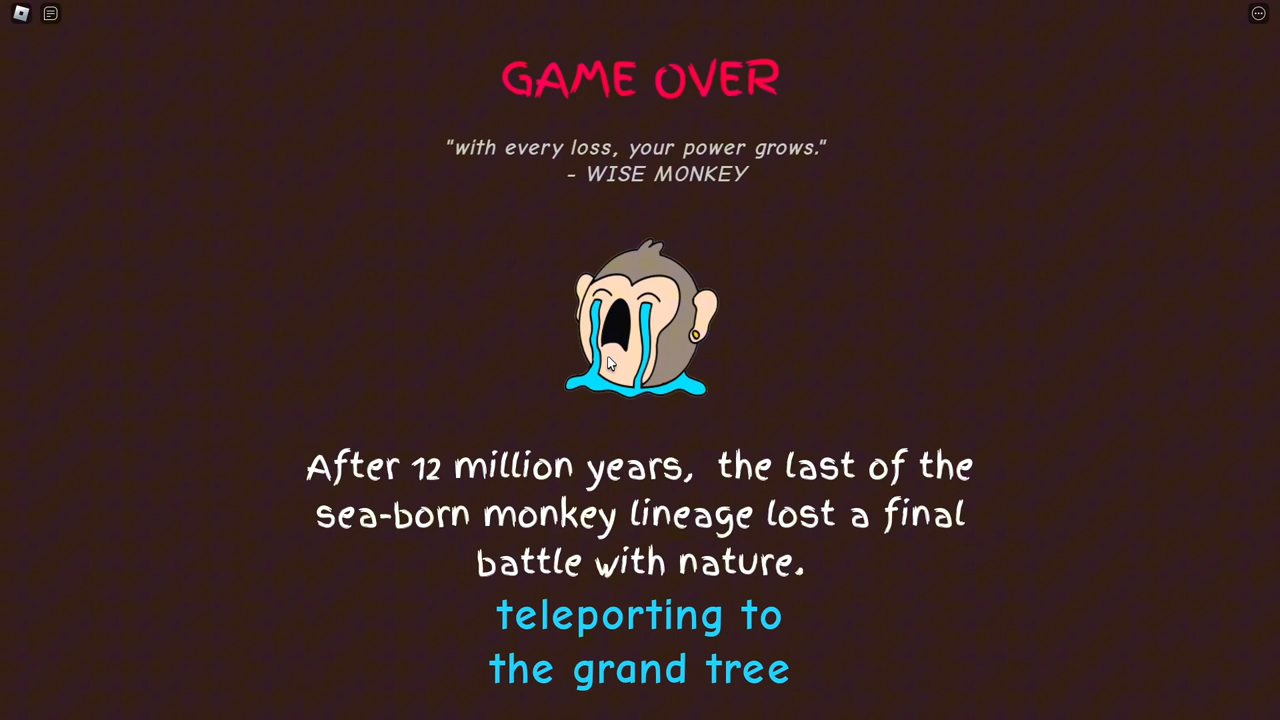 GAME OVER
"with every loss, your power grows."
- WISE MONKEY
After 12 million years, the last of the
sea-born monkey lineage lost a final
battle with nature.
teleporting to
the grand tree